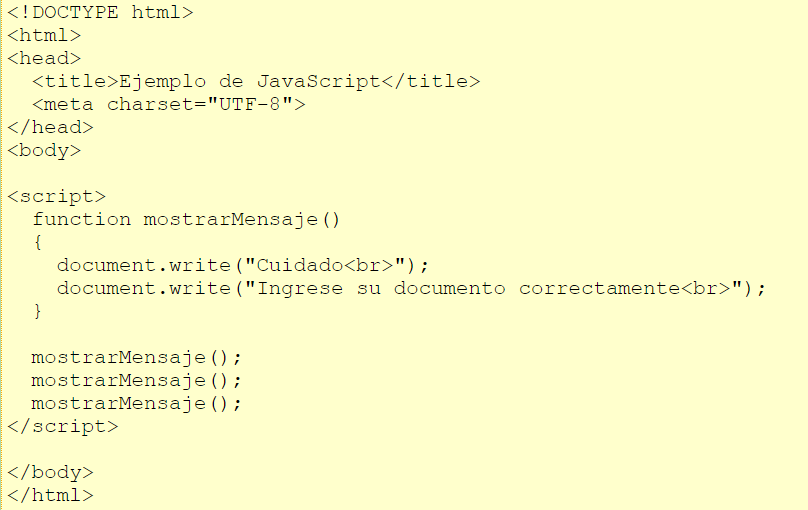 <!DOCTYPE html>
<html>
<head>
  <title>Ejemplo de JavaScript</title>
  <meta charset="UTF-8">
</head>
<body>

<script>
  function mostrarMensaje()
  {
    document.write("Cuidado<br>");
    document.write("Ingrese su documento correctamente<br>");
  }

  mostrarMensaje();
  mostrarMensaje();
  mostrarMensaje();
</script>

</body>
</html>